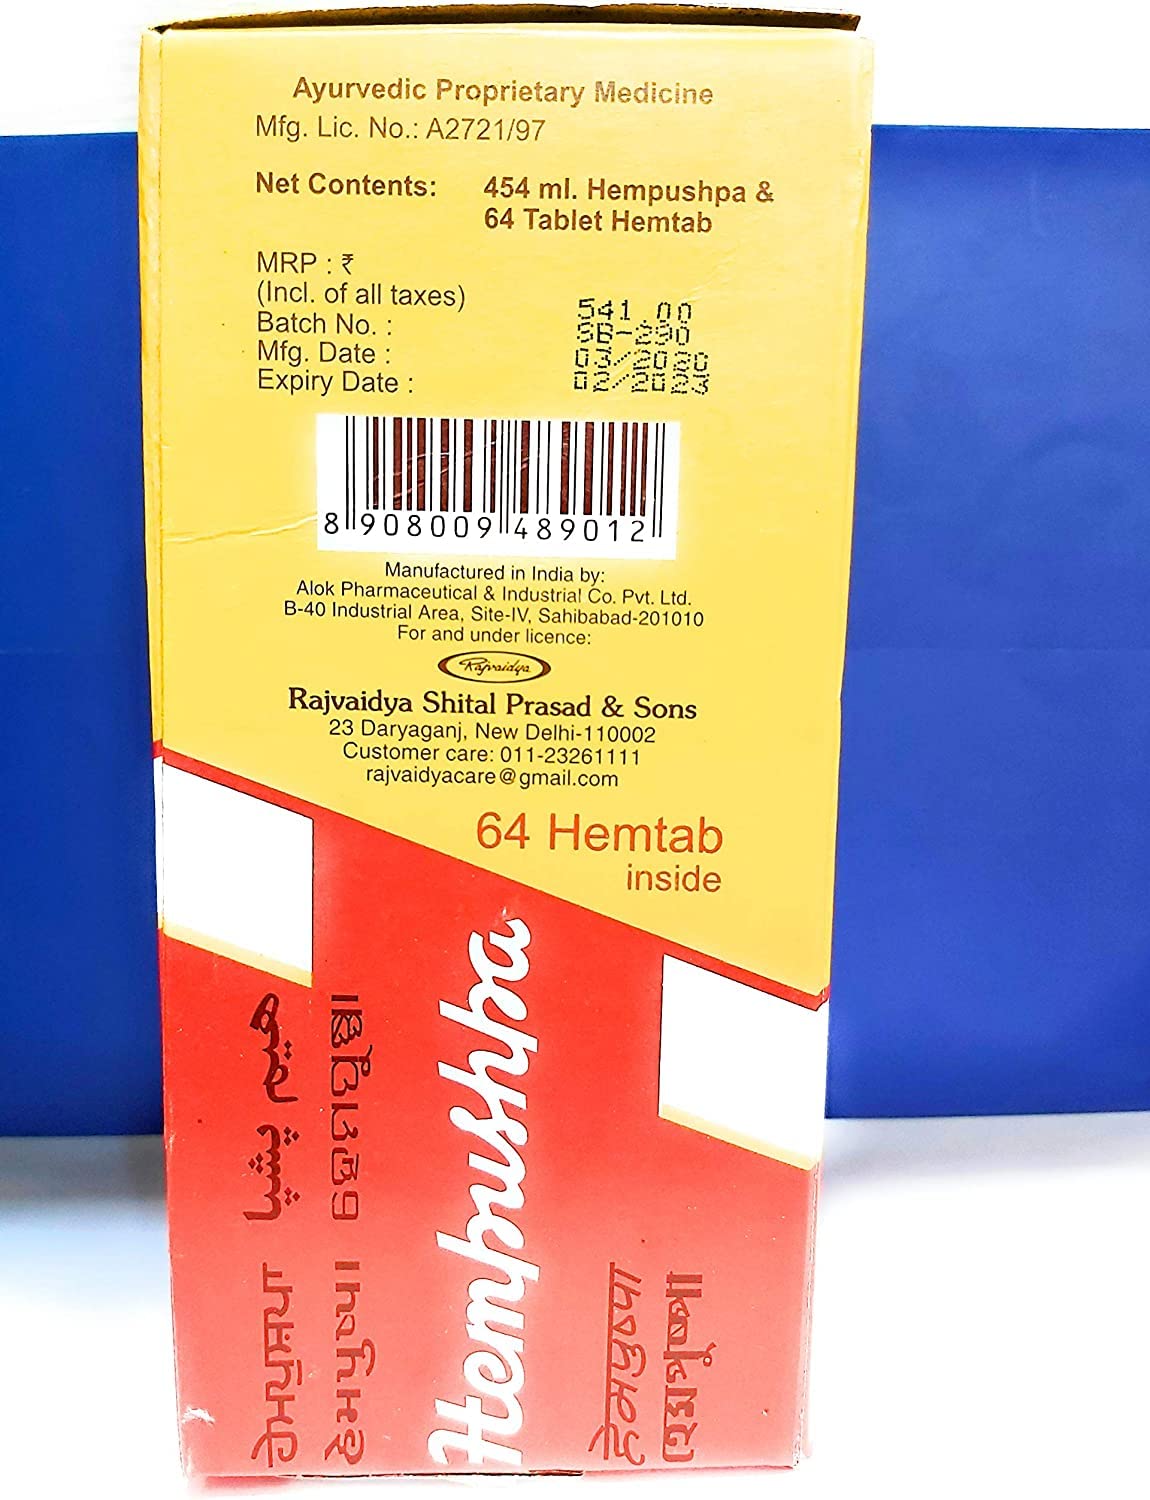 Ayurvedic Proprietary Medicine
Mfg. Lic. No.: A2721/97
Net Contents: 454 ml. Hempushpa &
64 Tablet Hemtab
MRP : ₹
(Incl. of all taxes) 541.00
Batch No. : SB-290
Mfg. Date : 03/2020
Expiry Date : 02/2023
8 908009 489012
Manufactured in India by:
Alok Pharmaceutical & Industrial Co. Pvt. Ltd.
B-40 Industrial Area, Site-IV, Sahibabad-201010
For and under licence:
Rajvaidya
Rajvaidya Shital Prasad & Sons
23 Daryaganj, New Delhi-110002
Customer care: 011-23261111
rajvaidyacare@gmail.com
64 Hemtab
inside
Hempushpa
हेमपुष्पा